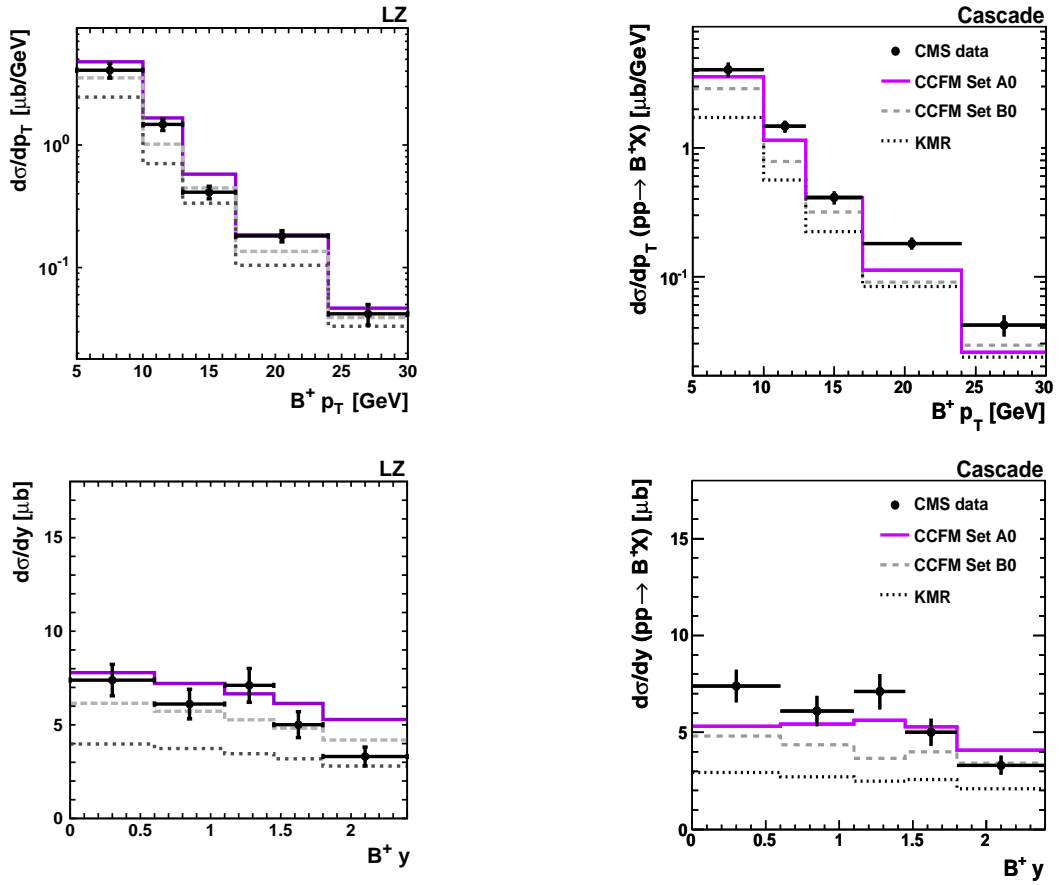 LZ
dσ/dp_T [μb/GeV]
1
10^0
10^-1
5 10 15 20 25 30
B^+ p_T [GeV]
Cascade
dσ/dp_T (pp→ B^+X) [μb/GeV]
CMS data
CCFM Set A0
CCFM Set B0
KMR
1
10^-1
5 10 15 20 25 30
B^+ p_T [GeV]
LZ
dσ/dy [μb]
15
10
5
0
0 0.5 1 1.5 2
B^+ y
Cascade
dσ/dy (pp→ B^+X) [μb]
CMS data
CCFM Set A0
CCFM Set B0
KMR
15
10
5
0
0 0.5 1 1.5 2
B^+ y